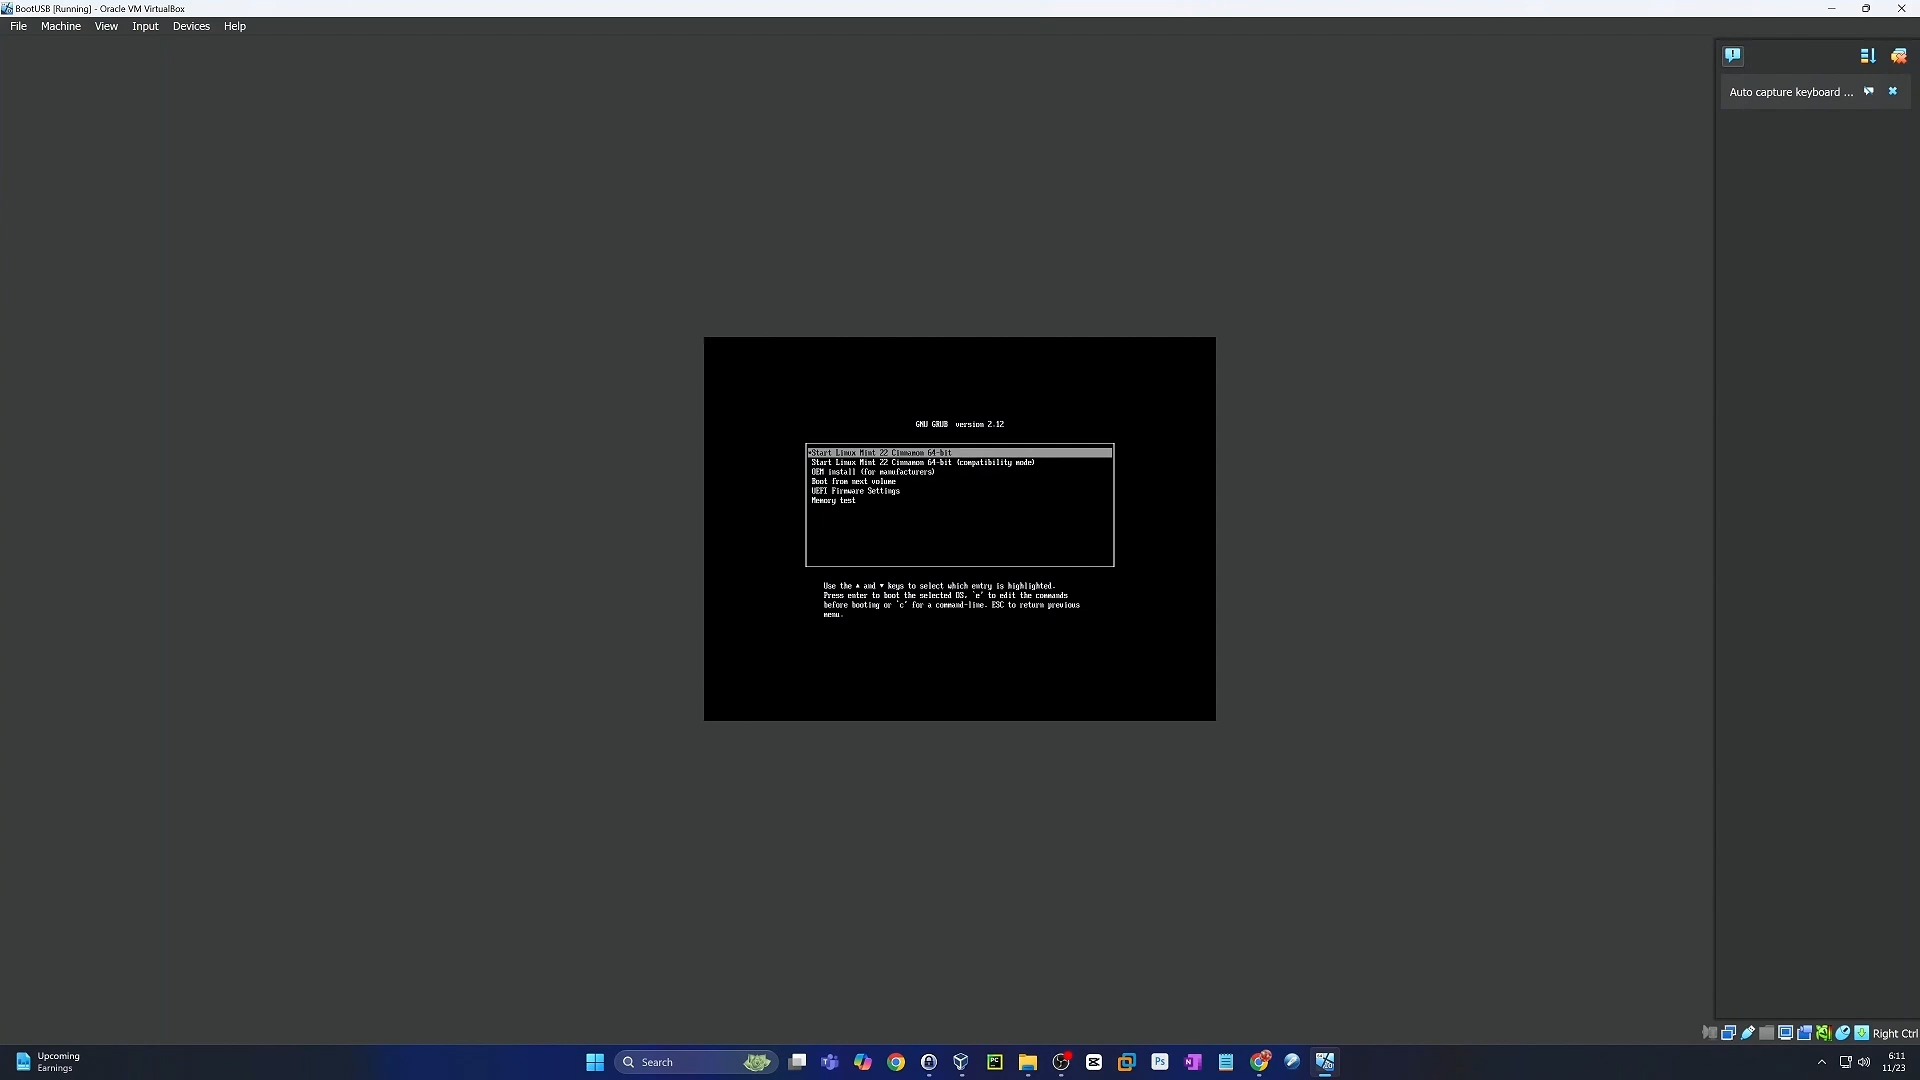 BootUSB [Running] - Oracle VM VirtualBox
File Machine View Input Devices Help
Auto capture keyboard ...
GNU GRUB version 2.12
*Start Linux Mint 22 Cinnamon 64-bit
Start Linux Mint 22 Cinnamon 64-bit (compatibility mode)
OEM install (for manufacturers)
Boot from next volume
UEFI Firmware Settings
Memory test
Use the ▲ and ▼ keys to select which entry is highlighted.
Press enter to boot the selected OS, `e' to edit the commands
before booting or `c' for a command-line. ESC to return previous
menu.
Right Ctrl
Upcoming
Earnings
Search
6:11
11/23